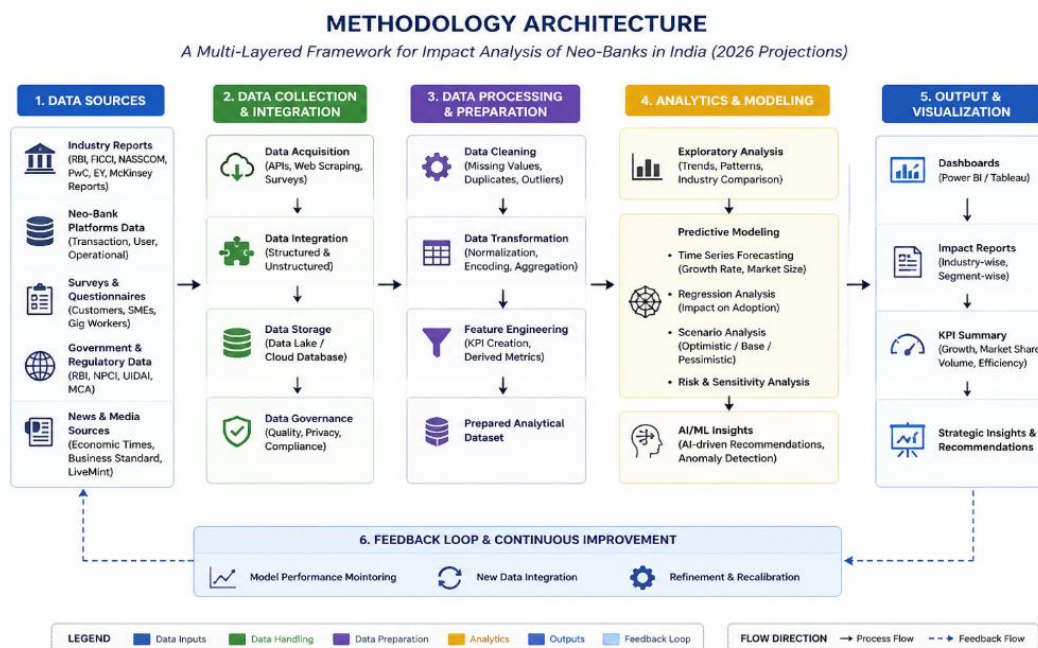 METHODOLOGY ARCHITECTURE
A Multi-Layered Framework for Impact Analysis of Neo-Banks in India (2026 Projections)
1. DATA SOURCES
Industry Reports
(RBI, FICCI, NASSCOM,
PwC, EY, McKinsey
Reports)
Neo-Bank
Platforms Data
(Transaction, User,
Operational)
Surveys &
Questionnaires
(Customers, SMEs,
Gig Workers)
Government &
Regulatory Data
(RBI, NPCI, UIDAI,
MCA)
News & Media
Sources
(Economic Times,
Business Standard,
LiveMint)
2. DATA COLLECTION
& INTEGRATION
Data Acquisition
(APIs, Web Scraping,
Surveys)
Data Integration
(Structured &
Unstructured)
Data Storage
(Data Lake /
Cloud Database)
Data Governance
(Quality, Privacy,
Compliance)
3. DATA PROCESSING
& PREPARATION
Data Cleaning
(Missing Values,
Duplicates, Outliers)
Data Transformation
(Normalization,
Encoding, Aggregation)
Feature Engineering
(KPI Creation,
Derived Metrics)
Prepared Analytical
Dataset
4. ANALYTICS & MODELING
Exploratory Analysis
(Trends, Patterns,
Industry Comparison)
Predictive Modeling
• Time Series Forecasting
(Growth Rate, Market Size)
• Regression Analysis
(Impact on Adoption)
• Scenario Analysis
(Optimistic / Base /
Pessimistic)
• Risk & Sensitivity Analysis
AI/ML Insights
(AI-driven Recommendations,
Anomaly Detection)
5. OUTPUT &
VISUALIZATION
Dashboards
(Power BI / Tableau)
Impact Reports
(Industry-wise,
Segment-wise)
KPI Summary
(Growth, Market Share
Volume, Efficiency)
Strategic Insights &
Recommendations
6. FEEDBACK LOOP & CONTINUOUS IMPROVEMENT
Model Performance Mointoring
New Data Integration
Refinement & Recalibration
LEGEND
Data Inputs
Data Handling
Data Preparation
Analytics
Outputs
Feedback Loop
FLOW DIRECTION
Process Flow
Feedback Flow